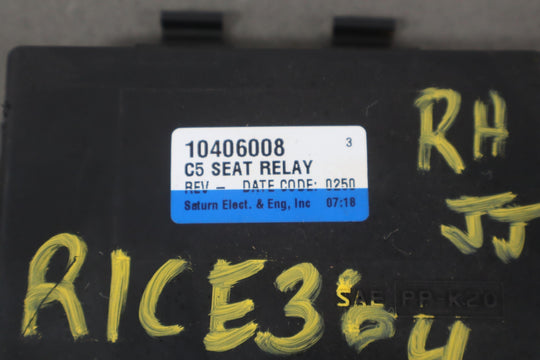 10406008 3
C5 SEAT RELAY
REV - DATE CODE: 0250
Saturn Elect. & Eng, Inc 07:18
RH
JJ
RICE364
SAE PP-K20